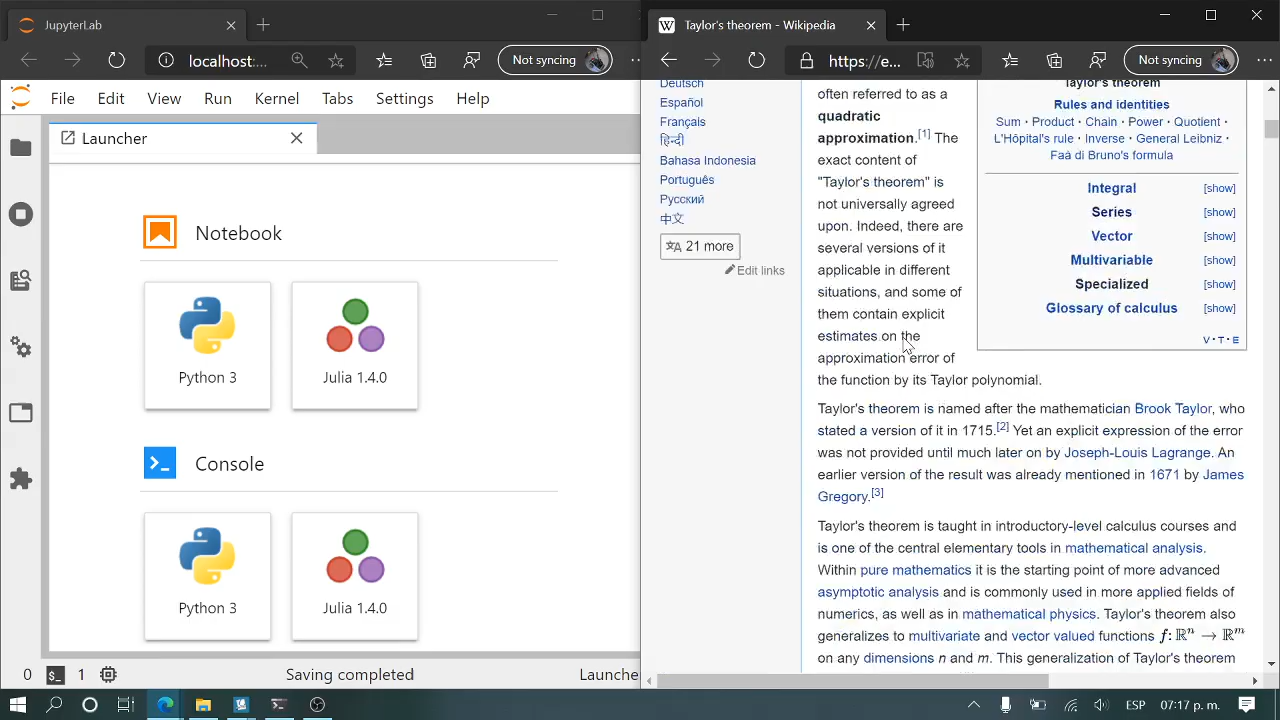 JupyterLab
localhost:...
Not syncing
File Edit View Run Kernel Tabs Settings Help
Launcher
Notebook
Python 3
Julia 1.4.0
Console
Python 3
Julia 1.4.0
0 $_ 1 Saving completed Launche
Taylor's theorem - Wikipedia
https://e...
Not syncing
Deutsch
Español
Français
हिन्दी
Bahasa Indonesia
Português
Русский
中文
21 more
Edit links
often referred to as a
quadratic
approximation.[1] The
exact content of
"Taylor's theorem" is
not universally agreed
upon. Indeed, there are
several versions of it
applicable in different
situations, and some of
them contain explicit
estimates on the
approximation error of
the function by its Taylor polynomial.
Taylor's theorem
Rules and identities
Sum · Product · Chain · Power · Quotient ·
L'Hôpital's rule · Inverse · General Leibniz ·
Faà di Bruno's formula
Integral [show]
Series [show]
Vector [show]
Multivariable [show]
Specialized [show]
Glossary of calculus [show]
V · T · E
Taylor's theorem is named after the mathematician Brook Taylor, who
stated a version of it in 1715.[2] Yet an explicit expression of the error
was not provided until much later on by Joseph-Louis Lagrange. An
earlier version of the result was already mentioned in 1671 by James
Gregory.[3]
Taylor's theorem is taught in introductory-level calculus courses and
is one of the central elementary tools in mathematical analysis.
Within pure mathematics it is the starting point of more advanced
asymptotic analysis and is commonly used in more applied fields of
numerics, as well as in mathematical physics. Taylor's theorem also
generalizes to multivariate and vector valued functions f: ℝⁿ → ℝᵐ
on any dimensions n and m. This generalization of Taylor's theorem
ESP 07:17 p. m.